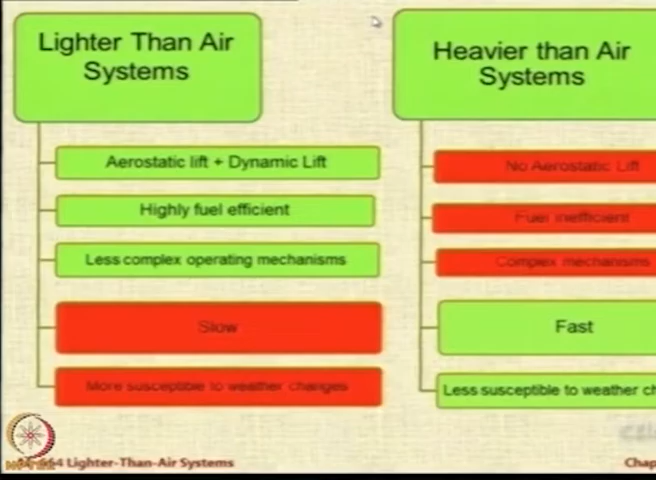 Lighter Than Air
Systems
Aerostatic lift + Dynamic Lift
Highly fuel efficient
Less complex operating mechanisms
Slow
More susceptible to weather changes
Heavier than Air
Systems
No Aerostatic Lift
Fuel Inefficient
Complex mechanisms
Fast
Less susceptible to weather ch
Lighter-Than-Air Systems
Chap